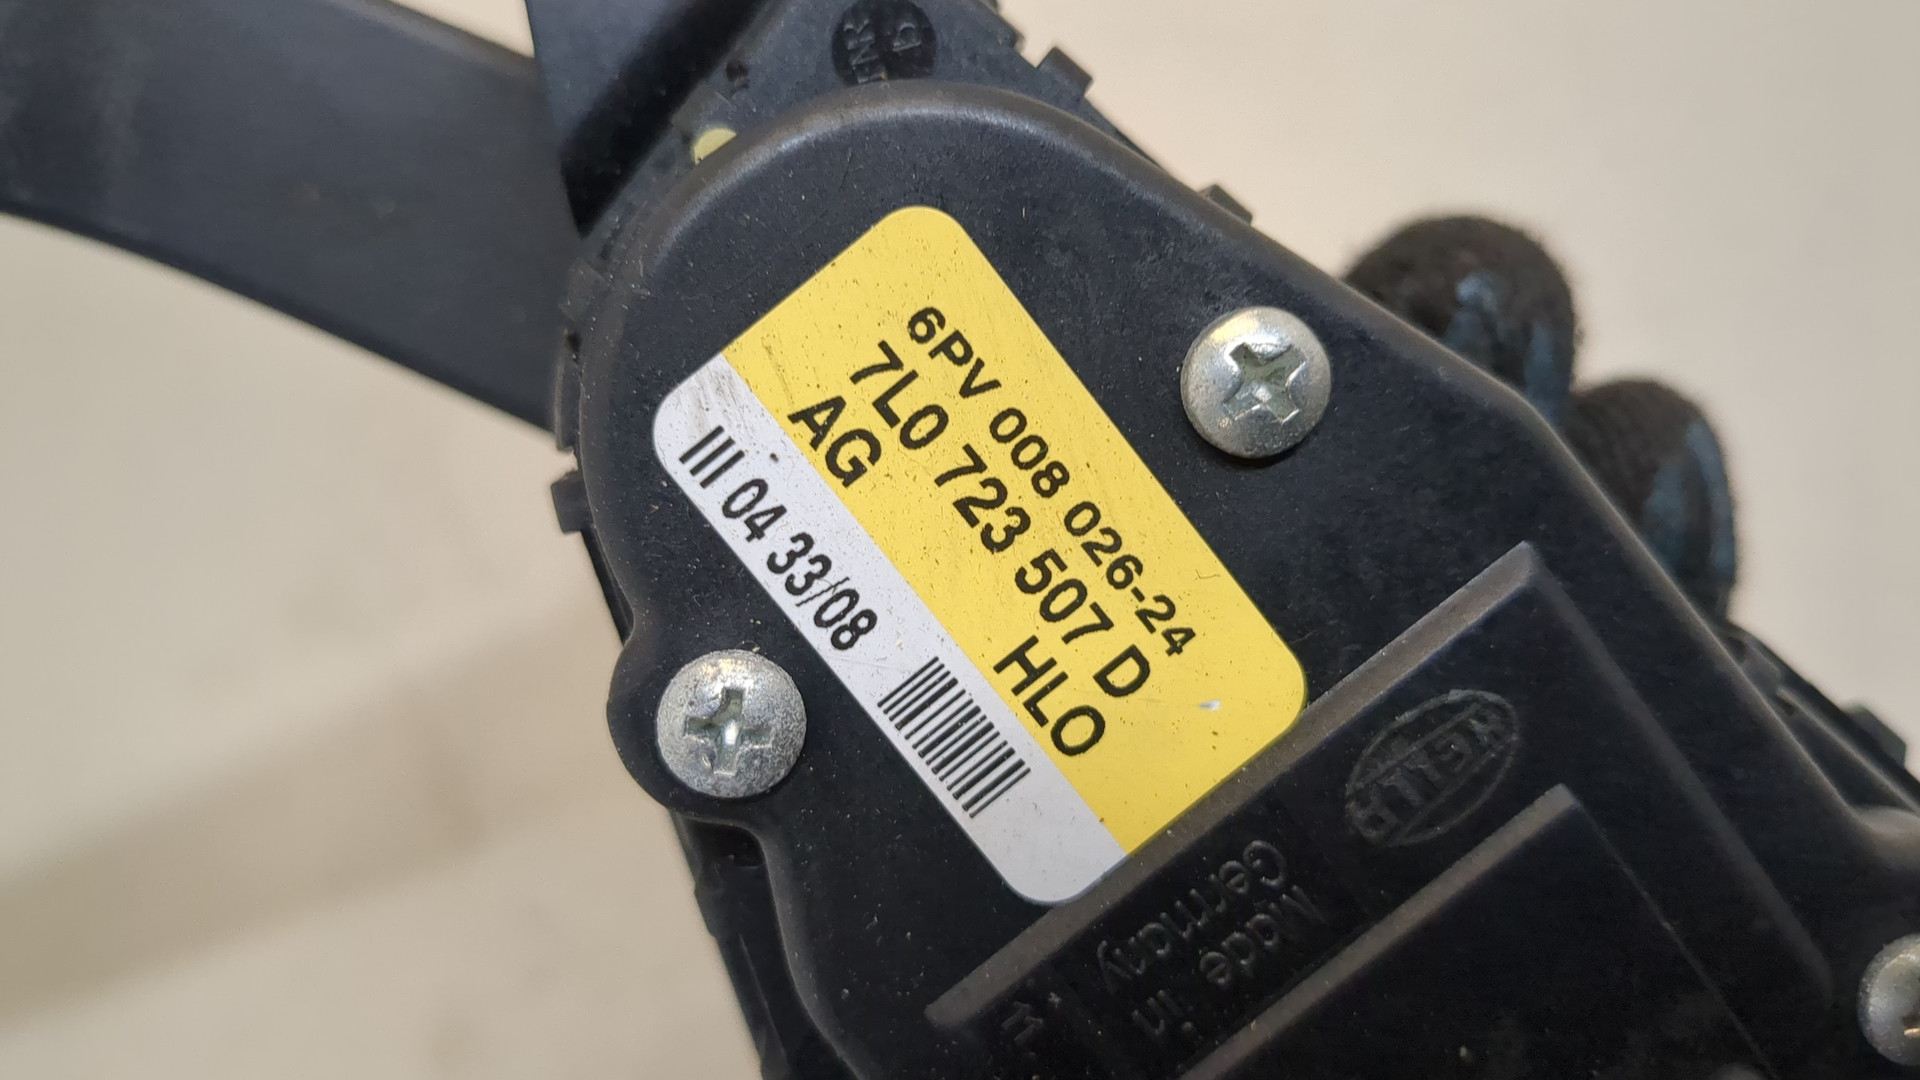 6PV 008 026-24
7L0 723 507 D
AG HLO
04 33/08
HELLA
Made in
Germany